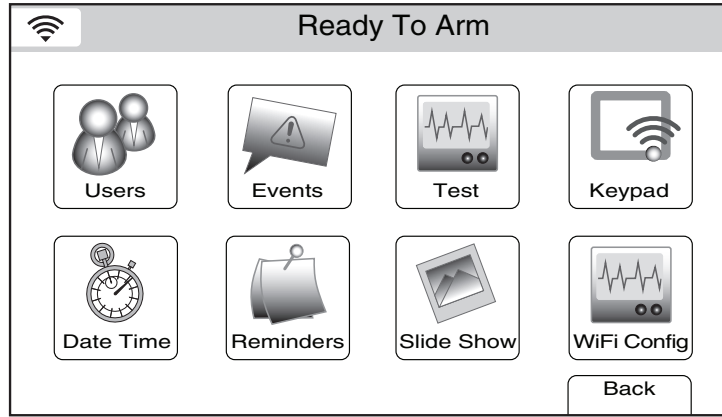 Ready To Arm
Users
Events
Test
Keypad
Date Time
Reminders
Slide Show
WiFi Config
Back